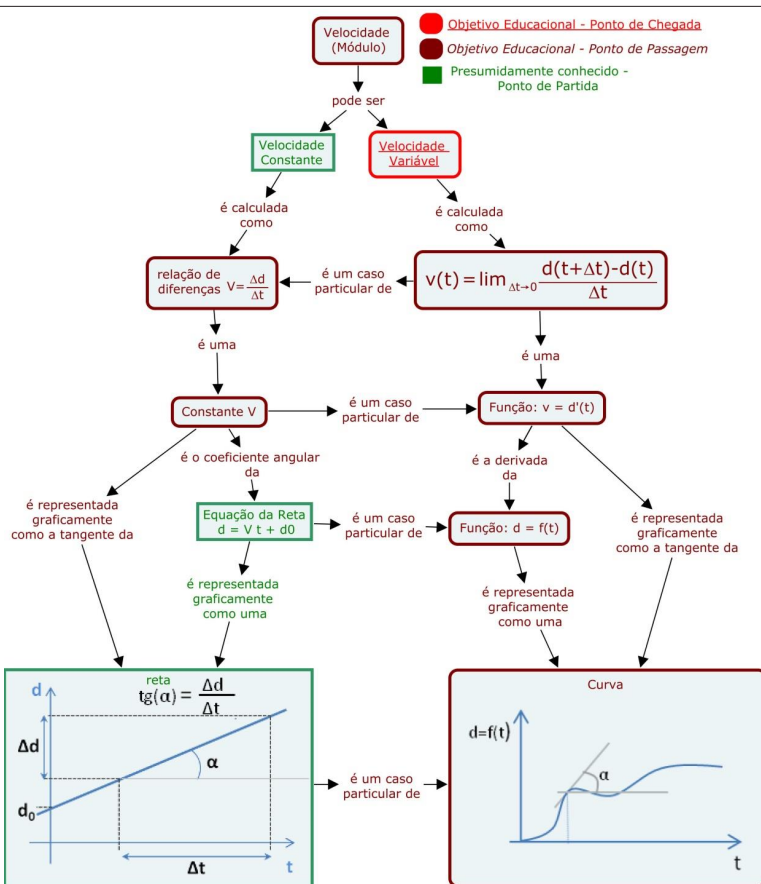 Velocidade
(Módulo)
Objetivo Educacional - Ponto de Chegada
Objetivo Educacional - Ponto de Passagem
Presumidamente conhecido -
Ponto de Partida
pode ser
Velocidade
Constante
Velocidade
Variável
é calculada
como
é calculada
como
relação de
diferenças V=Δd/Δt
é um caso
particular de
v(t)=lim Δt→0 d(t+Δt)-d(t)/Δt
é uma
é uma
Constante V
é um caso
particular de
Função: v = d'(t)
é o coeficiente angular
da
é a derivada
da
é representada
graficamente
como a tangente da
Equação da Reta
d = V t + d0
é um caso
particular de
Função: d = f(t)
é representada
graficamente
como a tangente da
é representada
graficamente
como uma
é representada
graficamente
como uma
reta
d
tg(α) = Δd/Δt
Δd
α
d₀
t
Δt
é um caso
particular de
Curva
d=f(t)
α
t